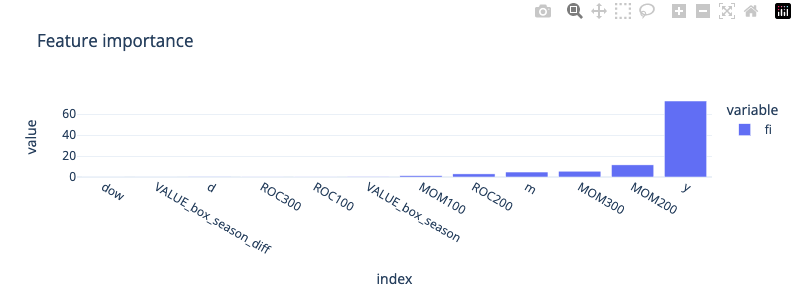 Feature importance
variable
fi
value
60
40
20
0
dow
VALUE_box_season_diff
d
ROC300
ROC100
VALUE_box_season
MOM100
ROC200
m
MOM300
MOM200
y
index